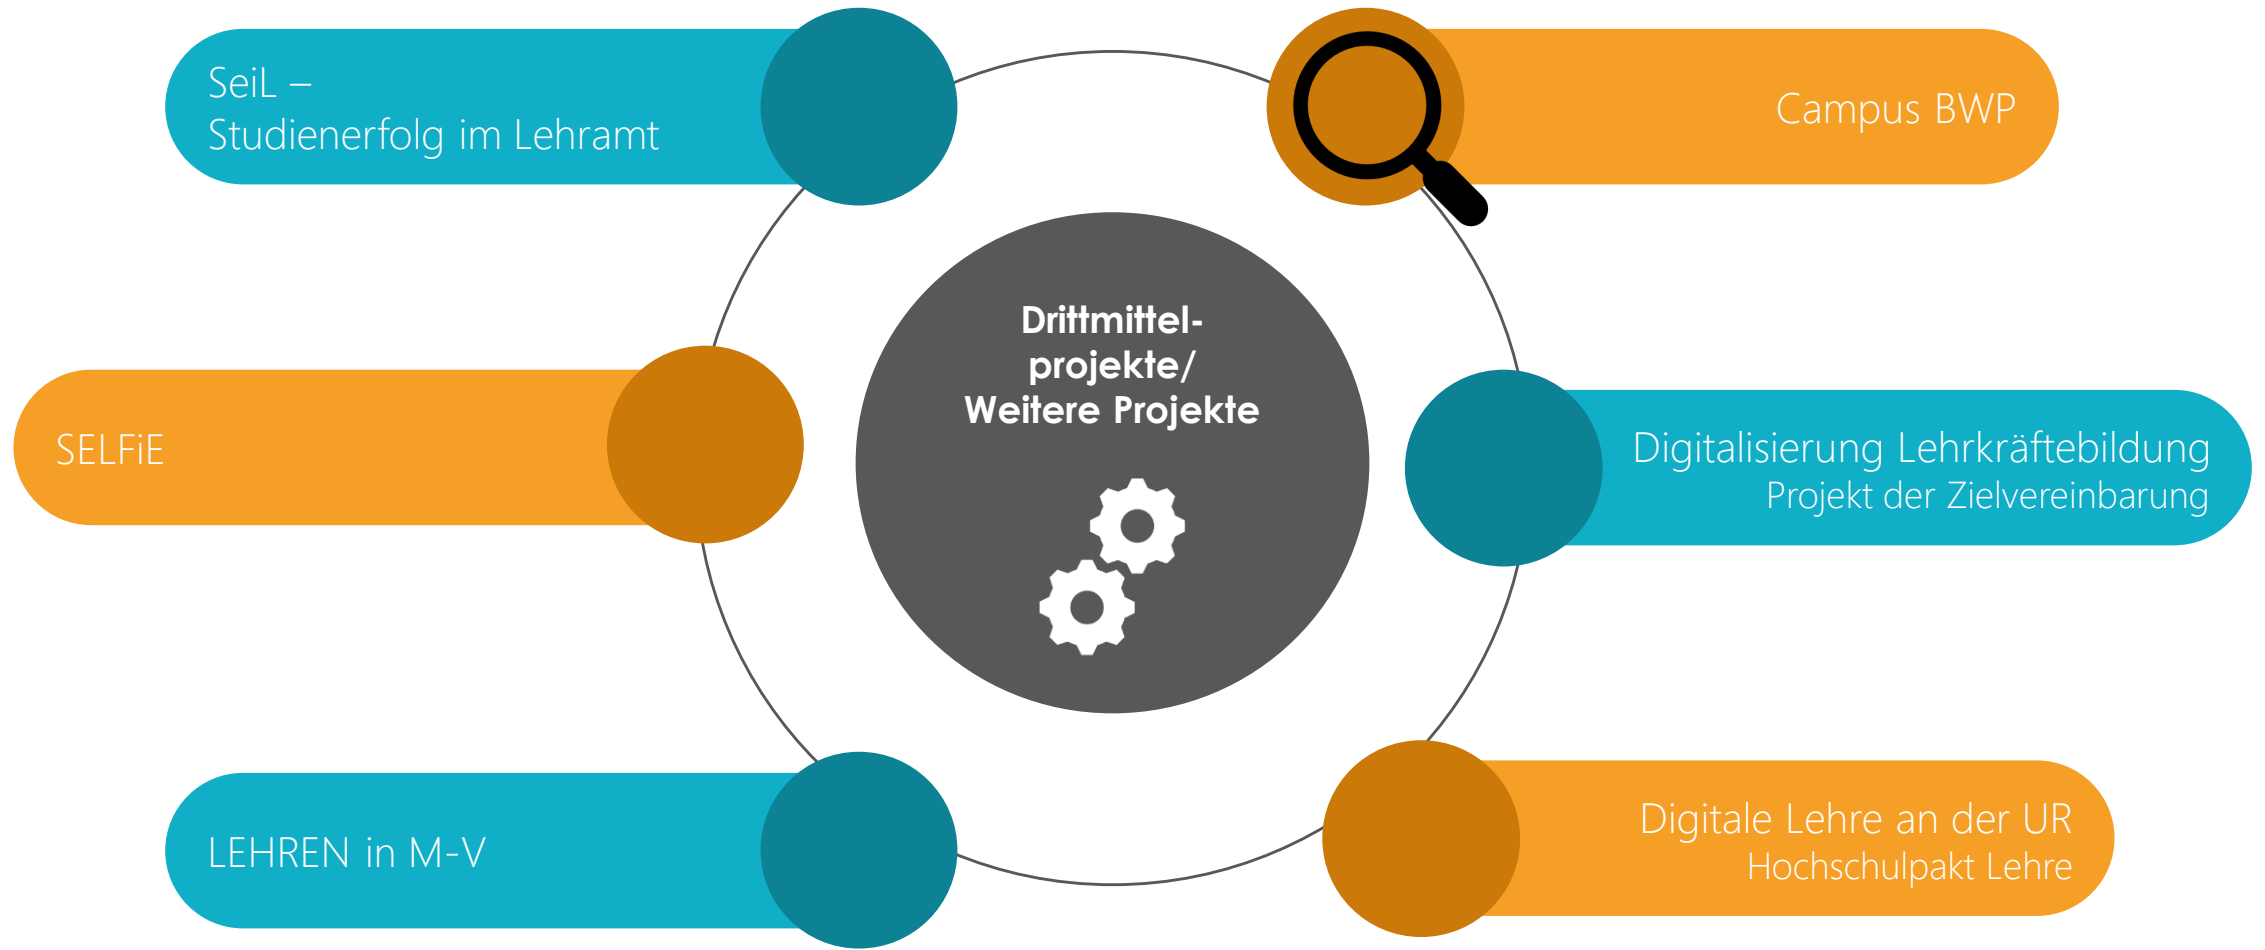 SeiL –
Studienerfolg im Lehramt
SELFiE
LEHREN in M-V
Drittmittel-
projekte/
Weitere Projekte
Campus BWP
Digitalisierung Lehrkräftebildung
Projekt der Zielvereinbarung
Digitale Lehre an der UR
Hochschulpakt Lehre